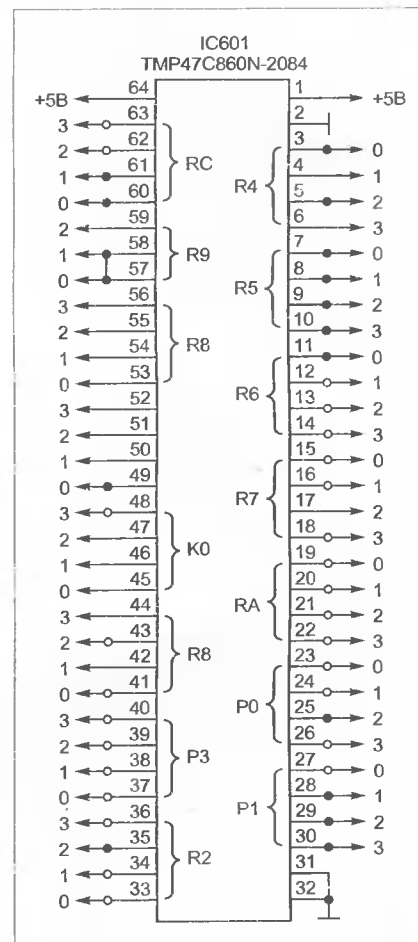 IC601
TMP47C860N-2084
+5B 64 1 +5B
3 63 2
2 62 3 0
1 61 RC 4 1
0 60 R4 5 2
2 59 6 3
1 58 R9 7 0
0 57 R5 8 1
3 56 9 2
2 55 10 3
1 54 R8 11 0
0 53 R6 12 1
3 52 13 2
2 51 14 3
1 50 15 0
0 49 R7 16 1
3 48 17 2
2 47 K0 18 3
1 46 19 0
0 45 RA 20 1
3 44 21 2
2 43 R8 22 3
1 42 23 0
0 41 P0 24 1
3 40 25 2
2 39 P3 26 3
1 38 27 0
0 37 P1 28 1
3 36 29 2
2 35 R2 30 3
1 34 31
0 33 32